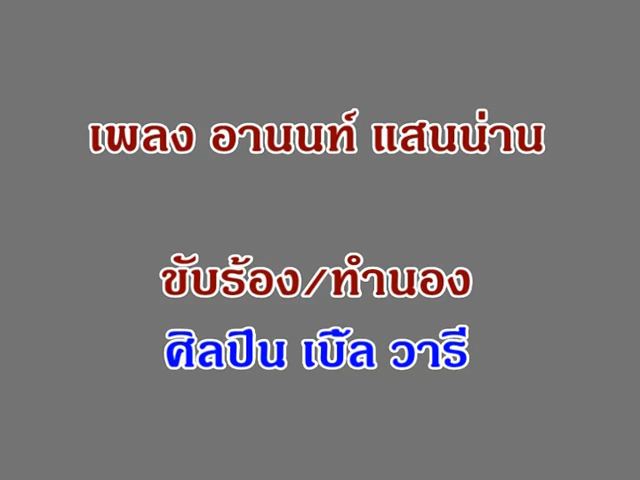 เพลง อานนท์ แสนน่าน
ขับร้อง/ทำนอง
ศิลปิน เบิ้ล วารี